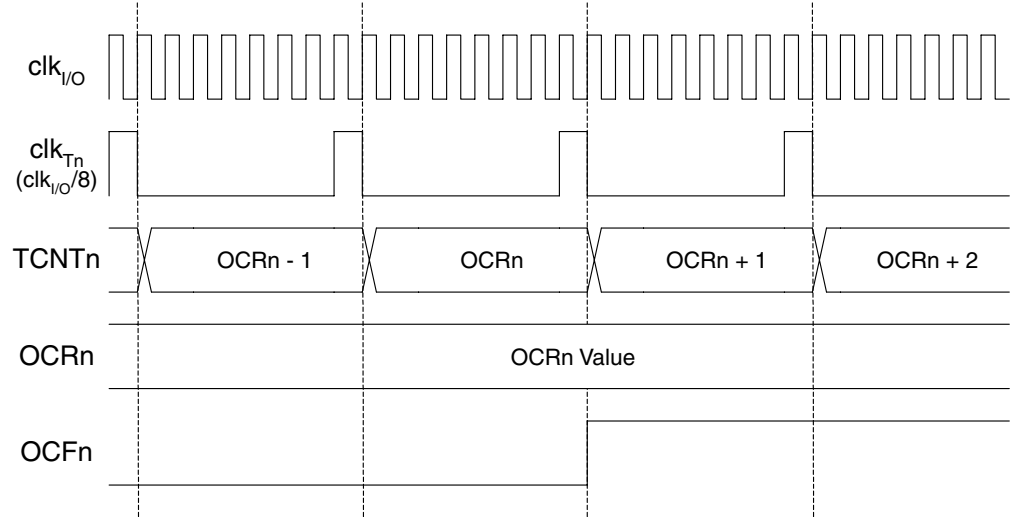 clkI/O
clkTn
(clkI/O/8)
TCNTn OCRn - 1 OCRn OCRn + 1 OCRn + 2
OCRn OCRn Value
OCFn